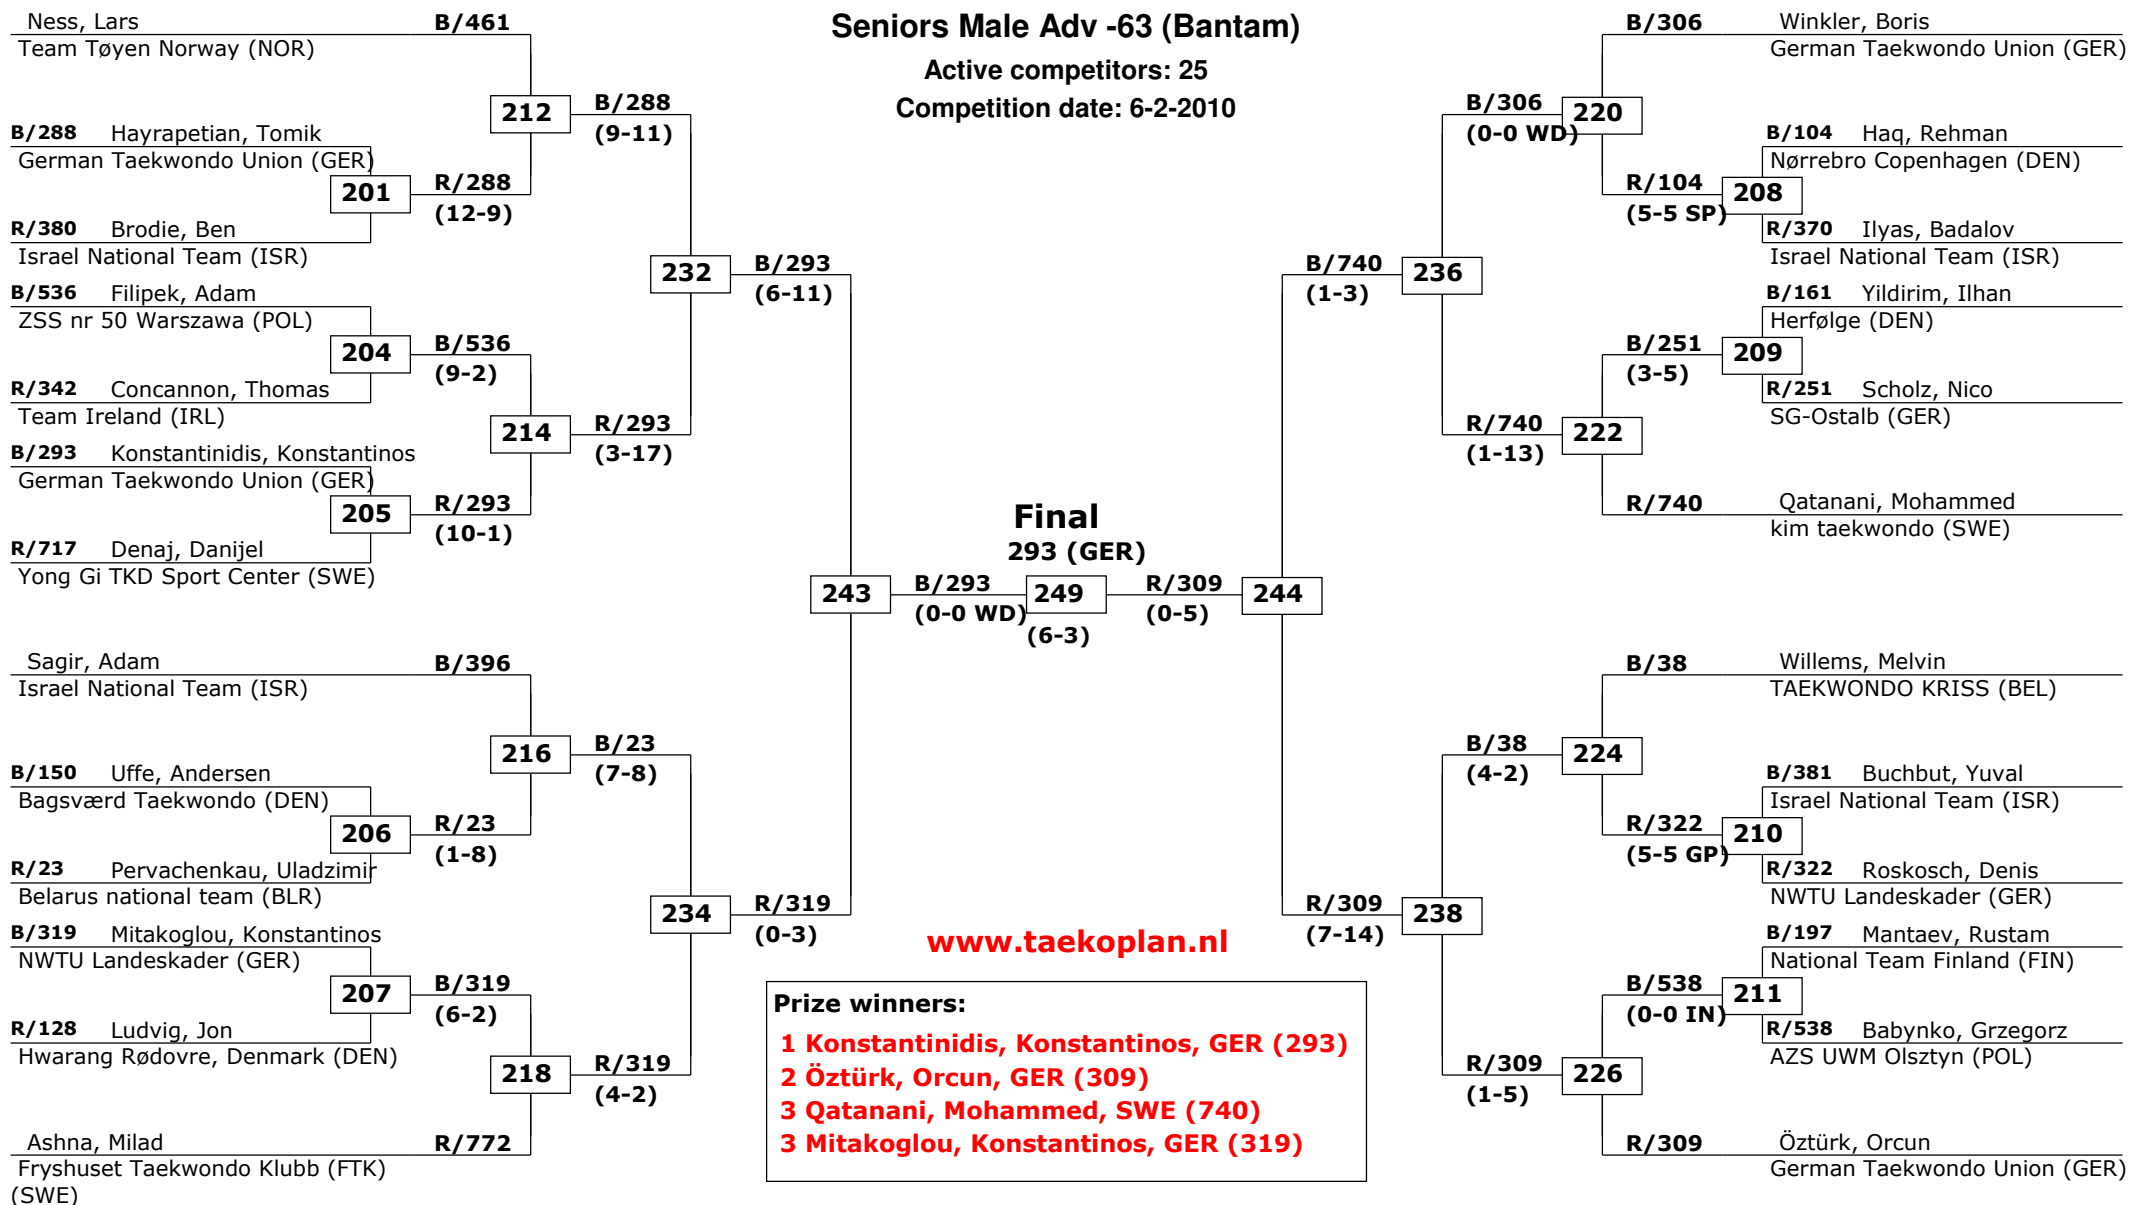 Seniors Male Adv -63 (Bantam)
Active competitors: 25
Competition date: 6-2-2010
Ness, Lars
B/461
Team Tøyen Norway (NOR)
212
B/288
(9-11)
B/288 Hayrapetian, Tomik
German Taekwondo Union (GER)
201
R/288
(12-9)
R/380 Brodie, Ben
Israel National Team (ISR)
232
B/293
(6-11)
B/536 Filipek, Adam
ZSS nr 50 Warszawa (POL)
204
B/536
(9-2)
R/342 Concannon, Thomas
Team Ireland (IRL)
214
R/293
(3-17)
B/293 Konstantinidis, Konstantinos
German Taekwondo Union (GER)
205
R/293
(10-1)
R/717 Denaj, Danijel
Yong Gi TKD Sport Center (SWE)
243
B/293
(0-0 WD)
Final
293 (GER)
249
(6-3)
R/309
(0-5)
244
Sagir, Adam
B/396
Israel National Team (ISR)
216
B/23
(7-8)
B/150 Uffe, Andersen
Bagsværd Taekwondo (DEN)
206
R/23
(1-8)
R/23 Pervachenkau, Uladzimir
Belarus national team (BLR)
234
R/319
(0-3)
B/319 Mitakoglou, Konstantinos
NWTU Landeskader (GER)
207
B/319
(6-2)
R/128 Ludvig, Jon
Hwarang Rødovre, Denmark (DEN)
218
R/319
(4-2)
Ashna, Milad
R/772
Fryshuset Taekwondo Klubb (FTK)
(SWE)
B/306
Winkler, Boris
German Taekwondo Union (GER)
B/306
(0-0 WD)
220
B/104 Haq, Rehman
Nørrebro Copenhagen (DEN)
R/104
(5-5 SP)
208
R/370 Ilyas, Badalov
Israel National Team (ISR)
B/740
(1-3)
236
B/161 Yildirim, Ilhan
Herfølge (DEN)
B/251
(3-5)
209
R/251 Scholz, Nico
SG-Ostalb (GER)
R/740
(1-13)
222
R/740
Qatanani, Mohammed
kim taekwondo (SWE)
B/38
Willems, Melvin
TAEKWONDO KRISS (BEL)
B/38
(4-2)
224
B/381 Buchbut, Yuval
Israel National Team (ISR)
R/322
(5-5 GP)
210
R/322 Roskosch, Denis
NWTU Landeskader (GER)
R/309
(7-14)
238
B/197 Mantaev, Rustam
National Team Finland (FIN)
B/538
(0-0 IN)
211
R/538 Babynko, Grzegorz
AZS UWM Olsztyn (POL)
R/309
(1-5)
226
R/309
Öztürk, Orcun
German Taekwondo Union (GER)
www.taekoplan.nl
Prize winners:
1 Konstantinidis, Konstantinos, GER (293)
2 Öztürk, Orcun, GER (309)
3 Qatanani, Mohammed, SWE (740)
3 Mitakoglou, Konstantinos, GER (319)